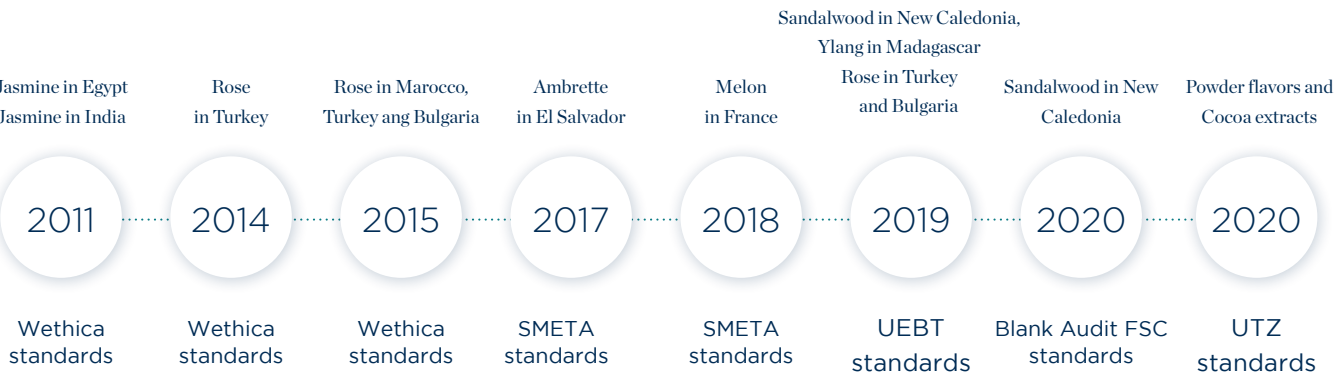 Jasmine in Egypt
Jasmine in India
Rose
in Turkey
Rose in Marocco,
Turkey ang Bulgaria
Ambrette
in El Salvador
Melon
in France
Sandalwood in New Caledonia,
Ylang in Madagascar
Rose in Turkey
and Bulgaria
Sandalwood in New
Caledonia
Powder flavors and
Cocoa extracts
2011
2014
2015
2017
2018
2019
2020
2020
Wethica
standards
Wethica
standards
Wethica
standards
SMETA
standards
SMETA
standards
UEBT
standards
Blank Audit FSC
standards
UTZ
standards